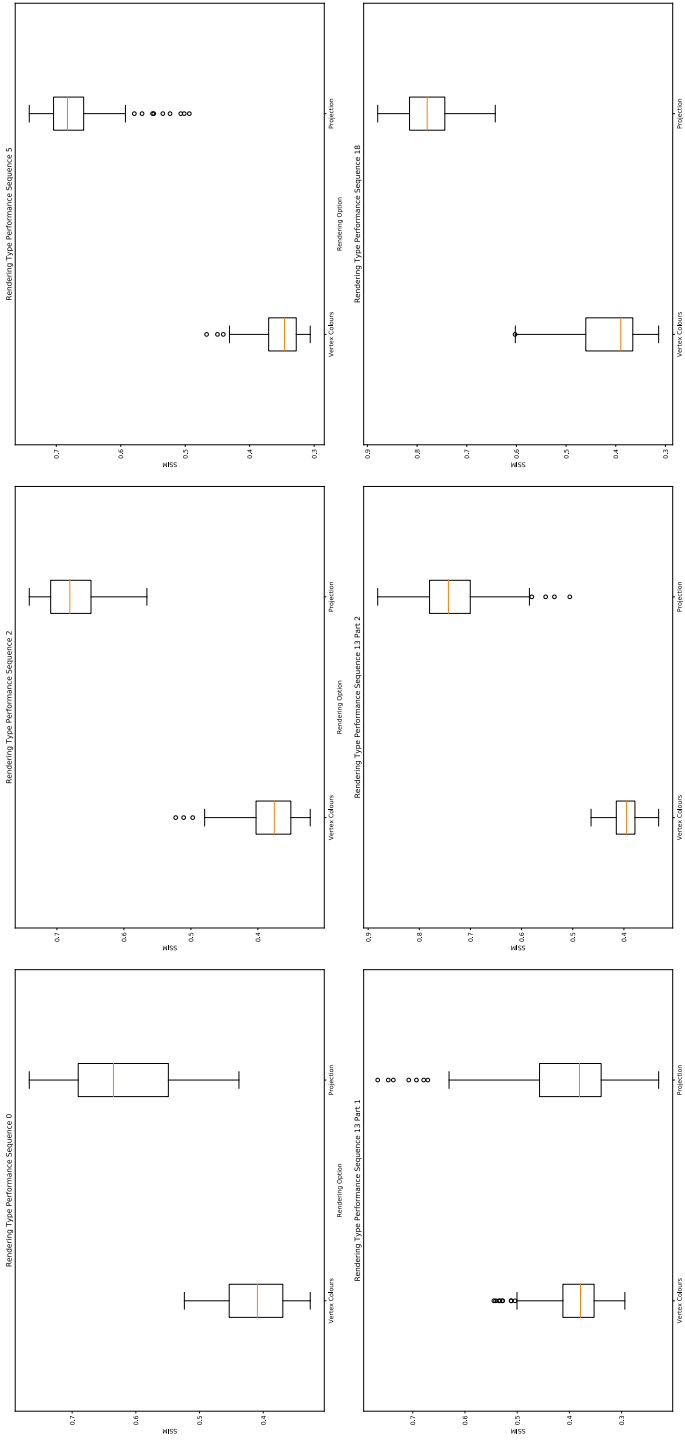 Rendering Type Performance Sequence 0
0.7
0.6
0.5
0.4
SSIM
Vertex Colours
Projection
Rendering Option
Rendering Type Performance Sequence 2
0.7
0.6
0.5
0.4
SSIM
Vertex Colours
Projection
Rendering Option
Rendering Type Performance Sequence 5
0.7
0.6
0.5
0.4
0.3
SSIM
Vertex Colours
Projection
Rendering Option
Rendering Type Performance Sequence 13 Part 1
0.7
0.6
0.5
0.4
0.3
SSIM
Vertex Colours
Projection
Rendering Type Performance Sequence 13 Part 2
0.9
0.8
0.7
0.6
0.5
0.4
SSIM
Vertex Colours
Projection
Rendering Type Performance Sequence 18
0.9
0.8
0.7
0.6
0.5
0.4
0.3
SSIM
Vertex Colours
Projection